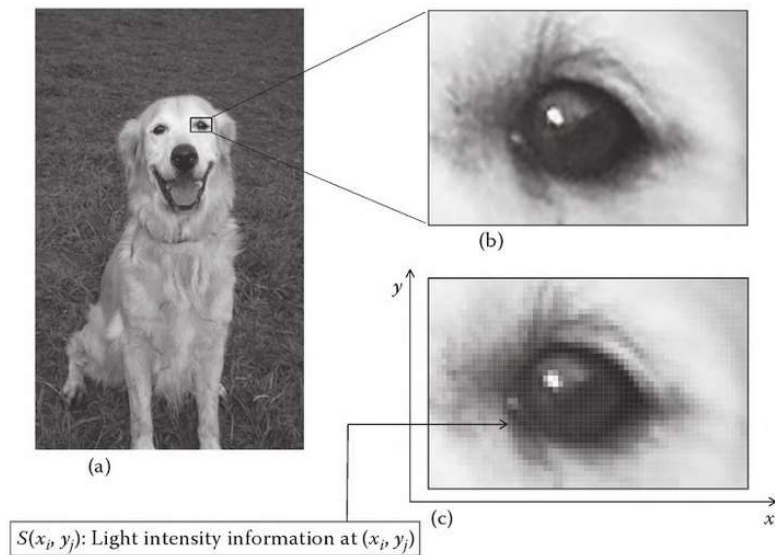 (a)
(b)
y
(c)
x
S(xᵢ, yⱼ): Light intensity information at (xᵢ, yⱼ)